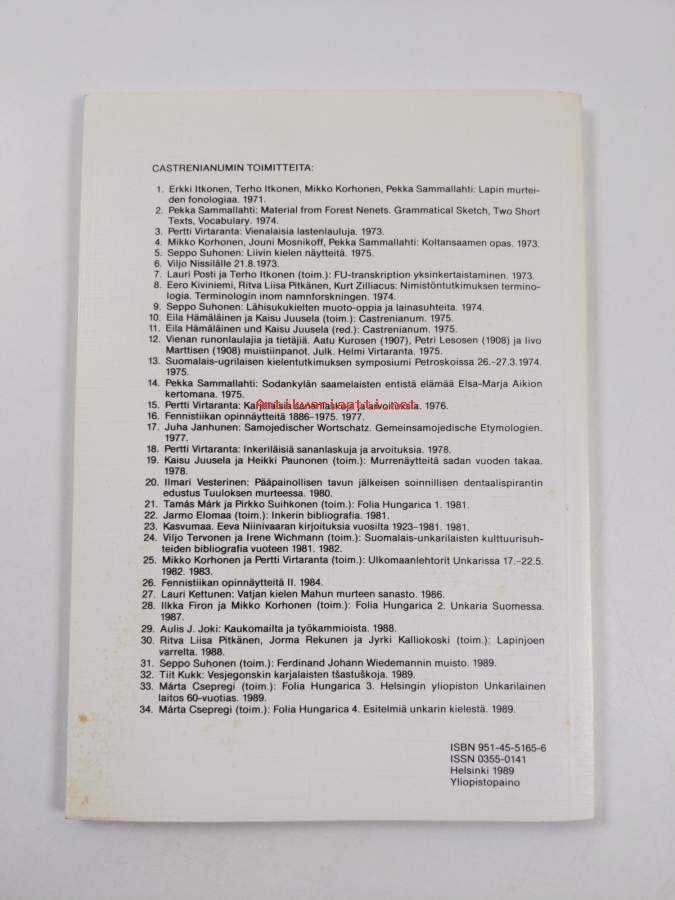 CASTRENIANUMIN TOIMITTEITA:
1. Erkki Itkonen, Terho Itkonen, Mikko Korhonen, Pekka Sammallahti: Lapin murtei-
den fonologiaa. 1971.
2. Pekka Sammallahti: Material from Forest Nenets. Grammatical Sketch, Two Short
Texts, Vocabulary. 1974.
3. Pertti Virtaranta: Vienalaisia lastenlauluja. 1973.
4. Mikko Korhonen, Jouni Mosnikoff, Pekka Sammallahti: Koltansaamen opas. 1973.
5. Seppo Suhonen: Liivin kielen näytteitä. 1975.
6. Viljo Nissilälle 21.8.1973.
7. Lauri Posti ja Terho Itkonen (toim.): FU-transkription yksinkertaistaminen. 1973.
8. Eero Kiviniemi, Ritva Liisa Pitkänen, Kurt Zilliacus: Nimistöntutkimuksen termino-
logia. Terminologin inom namnforskningen. 1974.
9. Seppo Suhonen: Lähisukukielten muoto-oppia ja lainasuhteita. 1974.
10. Eila Hämäläinen ja Kaisu Juusela (toim.): Castrenianum. 1975.
11. Eila Hämäläinen und Kaisu Juusela (red.): Castrenianum. 1975.
12. Vienan runonlaulajia ja tietäjiä. Aatu Kurosen (1907), Petri Lesosen (1908) ja Iivo
Marttisen (1908) muistiinpanot. Julk. Helmi Virtaranta. 1975.
13. Suomalais-ugrilaisen kielentutkimuksen symposiumi Petroskoissa 26.–27.3.1974.
1975.
14. Pekka Sammallahti: Sodankylän saamelaisten entistä elämää Elsa-Marja Aikion
kertomana. 1975.
15. Pertti Virtaranta: Karjalaisia sananlaskuja ja arvoituksia. 1976.
Antikvariaatti.net
16. Fennistiikan opinnäytteitä 1886–1975. 1977.
17. Juha Janhunen: Samojedischer Wortschatz. Gemeinsamojedische Etymologien.
1977.
18. Pertti Virtaranta: Inkeriläisiä sananlaskuja ja arvoituksia. 1978.
19. Kaisu Juusela ja Heikki Paunonen (toim.): Murrenäytteitä sadan vuoden takaa.
1978.
20. Ilmari Vesterinen: Pääpainollisen tavun jälkeisen soinnillisen dentaalispirantin
edustus Tuuloksen murteessa. 1980.
21. Tamás Márk ja Pirkko Suihkonen (toim.): Folia Hungarica 1. 1981.
22. Jarmo Elomaa (toim.): Inkerin bibliografia. 1981.
23. Kasvumaa. Eeva Niinivaaran kirjoituksia vuosilta 1923–1981. 1981.
24. Viljo Tervonen ja Irene Wichmann (toim.): Suomalais-unkarilaisten kulttuurisuh-
teiden bibliografia vuoteen 1981. 1982.
25. Mikko Korhonen ja Pertti Virtaranta (toim.): Ulkomaanlehtorit Unkarissa 17.–22.5.
1982. 1983.
26. Fennistiikan opinnäytteitä II. 1984.
27. Lauri Kettunen: Vatjan kielen Mahun murteen sanasto. 1986.
28. Ilkka Firon ja Mikko Korhonen (toim.): Folia Hungarica 2. Unkaria Suomessa.
1987.
29. Aulis J. Joki: Kaukomailta ja työkammioista. 1988.
30. Ritva Liisa Pitkänen, Jorma Rekunen ja Jyrki Kalliokoski (toim.): Lapinjoen
varrelta. 1988.
31. Seppo Suhonen (toim.): Ferdinand Johann Wiedemannin muisto. 1989.
32. Tiit Kukk: Vesjegonskin karjalaisten tšastuškoja. 1989.
33. Márta Csepregi (toim.): Folia Hungarica 3. Helsingin yliopiston Unkarilainen
laitos 60-vuotias. 1989.
34. Márta Csepregi (toim.): Folia Hungarica 4. Esitelmiä unkarin kielestä. 1989.
ISBN 951-45-5165-6
ISSN 0355-0141
Helsinki 1989
Yliopistopaino